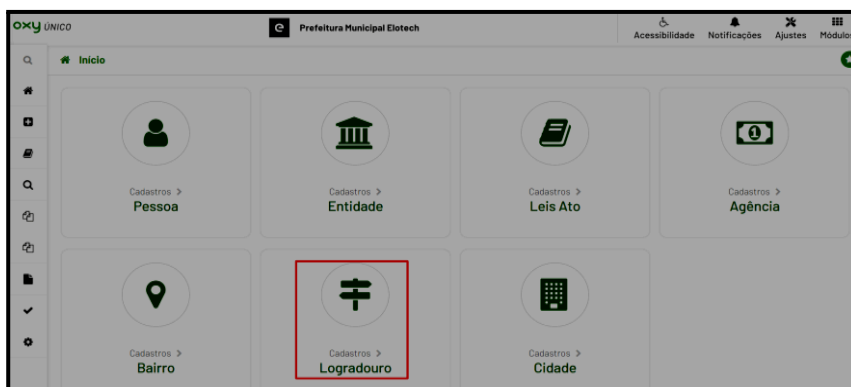 oxy ÚNICO
Prefeitura Municipal Elotech
Acessibilidade Notificações Ajustes Módulos
Início
Cadastros >
Pessoa
Cadastros >
Entidade
Cadastros >
Leis Ato
Cadastros >
Agência
Cadastros >
Bairro
Cadastros >
Logradouro
Cadastros >
Cidade